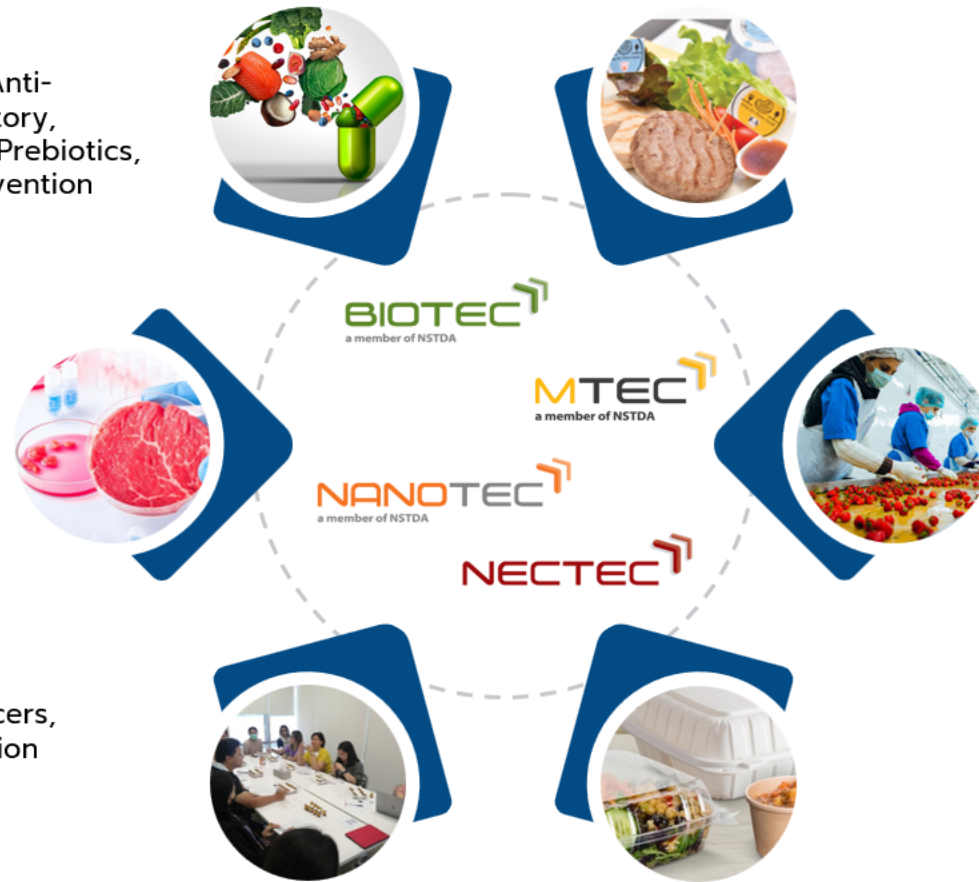 Anti-
tory,
Prebiotics,
vention
BIOTEC
a member of NSTDA
MTEC
a member of NSTDA
NANOTEC
a member of NSTDA
NECTEC
cers,
ion